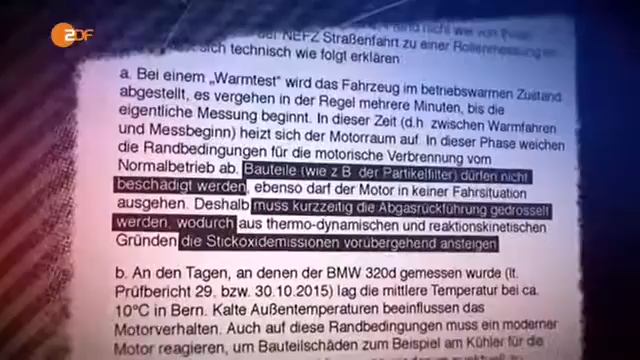 ZDF
der NEFZ Straßenfahrt zu einer Rollenmessung
sich technisch wie folgt erklären
a. Bei einem „Warmtest" wird das Fahrzeug im betriebswarmen Zustand
abgestellt, es vergehen in der Regel mehrere Minuten, bis die
eigentliche Messung beginnt. In dieser Zeit (d.h. zwischen Warmfahren
und Messbeginn) heizt sich der Motorraum auf. In dieser Phase weichen
die Randbedingungen für die motorische Verbrennung vom
Normalbetrieb ab. Bauteile (wie z.B. der Partikelfilter) dürfen nicht
beschädigt werden, ebenso darf der Motor in keiner Fahrsituation
ausgehen. Deshalb muss kurzzeitig die Abgasrückführung gedrosselt
werden, wodurch aus thermo-dynamischen und reaktionskinetischen
Gründen die Stickoxidemissionen vorübergehend ansteigen
b. An den Tagen, an denen der BMW 320d gemessen wurde (lt.
Prüfbericht 29. bzw. 30.10.2015) lag die mittlere Temperatur bei ca.
10°C in Bern. Kalte Außentemperaturen beeinflussen das
Motorverhalten. Auch auf diese Randbedingungen muss ein moderner
Motor reagieren, um Bauteilschäden zum Beispiel am Kühler für die